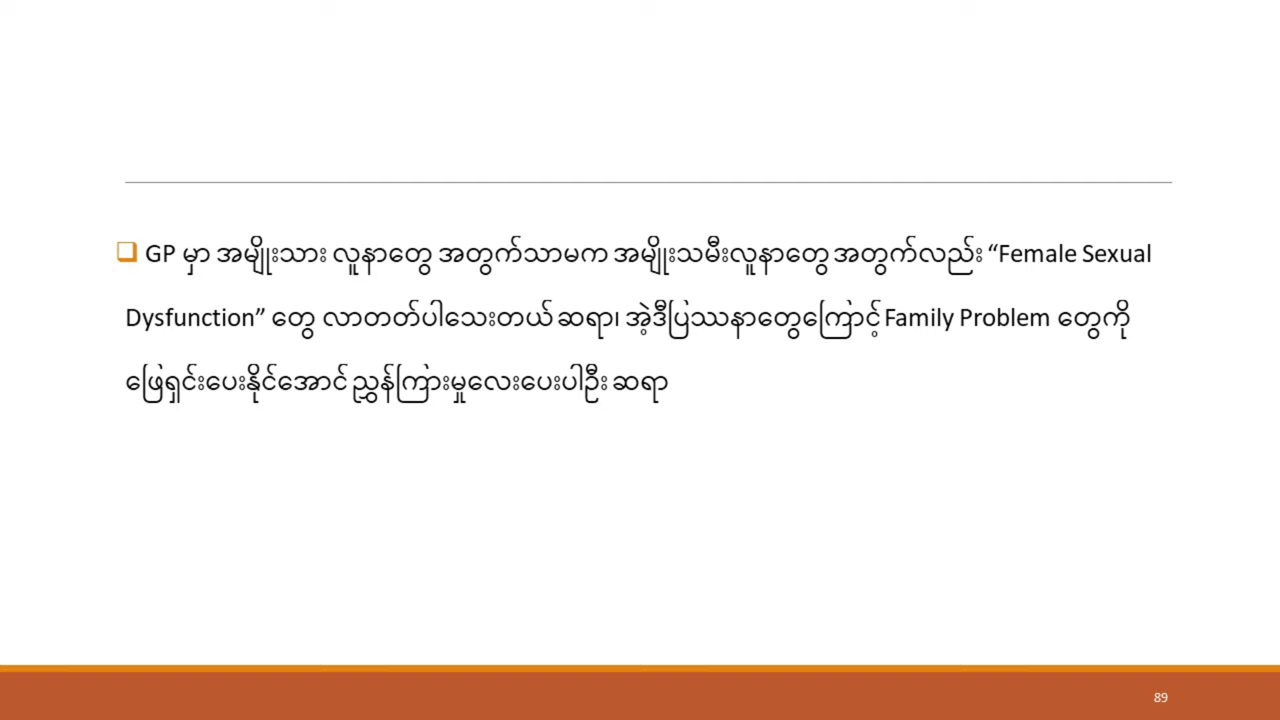 ❑ GP မှာ အမျိုးသား လူနာတွေ အတွက်သာမက အမျိုးသမီးလူနာတွေ အတွက်လည်း “Female Sexual
Dysfunction” တွေ လာတတ်ပါသေးတယ် ဆရာ၊ အဲ့ဒီပြဿနာတွေကြောင့် Family Problem တွေကို
ဖြေရှင်းပေးနိုင်အောင် ညွှန်ကြားမှုလေးပေးပါဦး ဆရာ
89